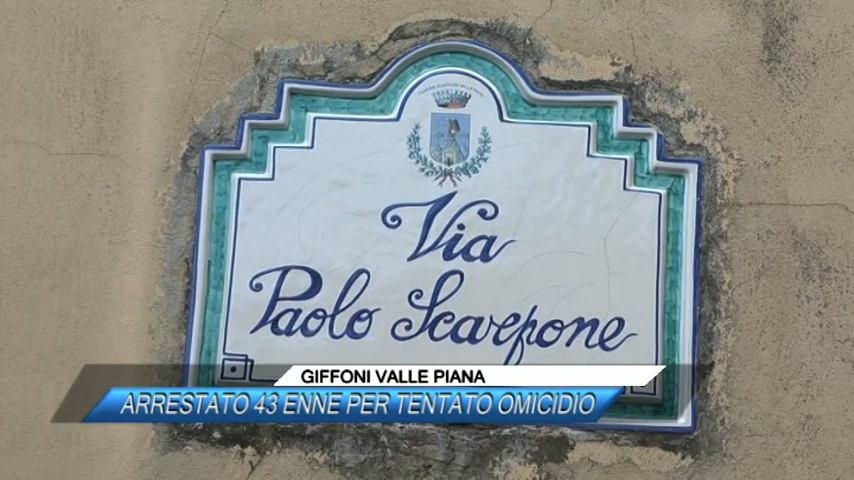 Via
Paolo Scarpone
GIFFONI VALLE PIANA
ARRESTATO 43 ENNE PER TENTATO OMICIDIO